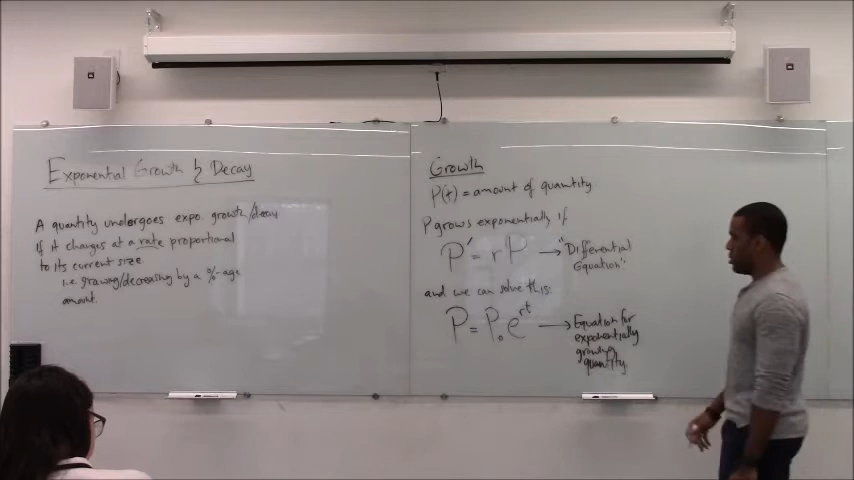 Exponential Growth & Decay
A quantity undergoes expo. growth/decay
if it changes at a rate proportional
to its current size
i.e. growing/decreasing by a %-age
amount.
Growth
P(t) = amount of quantity.
P grows exponentially if
P' = rP → "Differential
Equation"
and we can solve this:
P = P₀e^{rt} → Equation for
exponentially
growing
quantity.